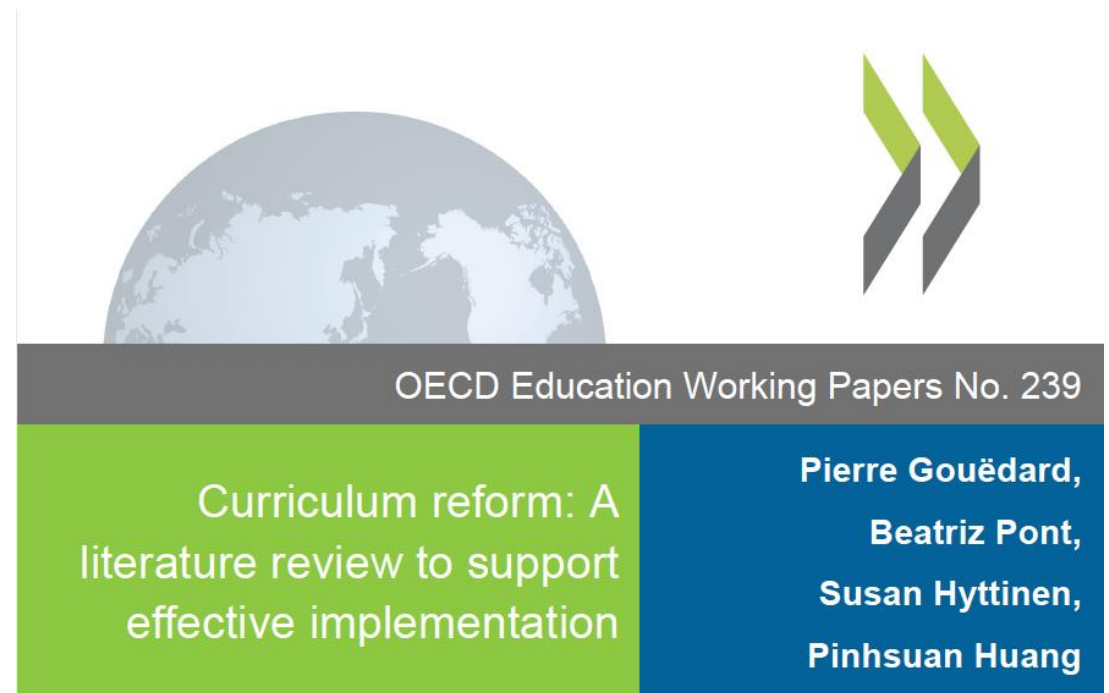 OECD Education Working Papers No. 239
Curriculum reform: A
literature review to support
effective implementation
Pierre Gouëdard,
Beatriz Pont,
Susan Hyttinen,
Pinhsuan Huang